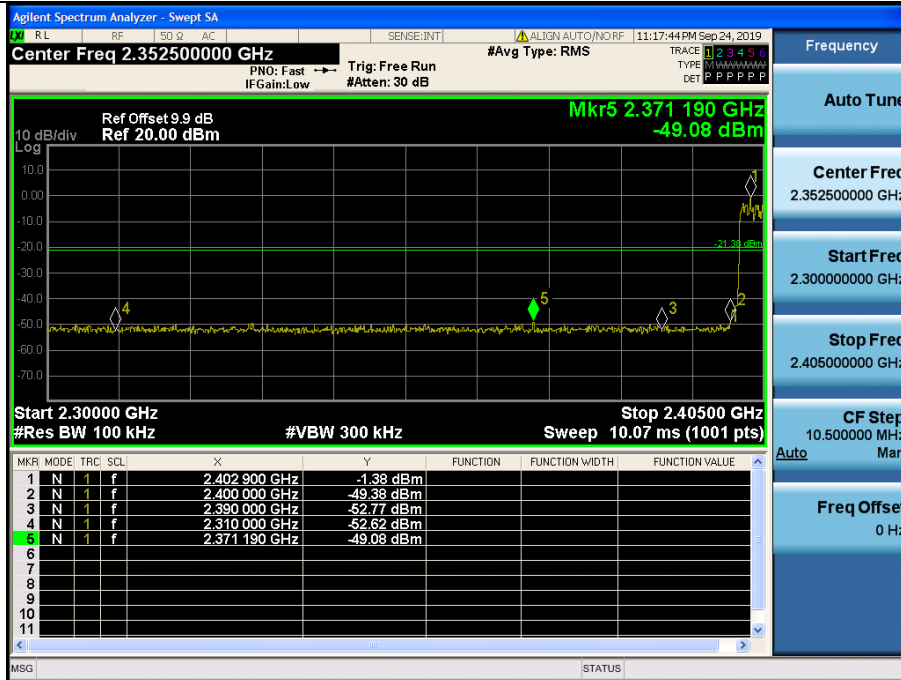 Agilent Spectrum Analyzer - Swept SA
LXI RL RF 50 Ω AC SENSE:INT ALIGN AUTO/NO RF 11:17:44 PM Sep 24, 2019
Center Freq 2.352500000 GHz
PNO: Fast
IFGain:Low
Trig: Free Run
#Atten: 30 dB
#Avg Type: RMS
TRACE 1 2 3 4 5 6
TYPE M WWWWW
DET P P P P P P
Mkr5 2.371 190 GHz
-49.08 dBm
Ref Offset 9.9 dB
10 dB/div Ref 20.00 dBm
Log
10.0
0.00
-10.0
-20.0
-30.0
-40.0
-50.0
-60.0
-70.0
1
-21.38 dBm
4
5
3
2
Start 2.30000 GHz Stop 2.40500 GHz
#Res BW 100 kHz #VBW 300 kHz Sweep 10.07 ms (1001 pts)
MKR MODE TRC SCL X Y FUNCTION FUNCTION WIDTH FUNCTION VALUE
1 N 1 f 2.402 900 GHz -1.38 dBm
2 N 1 f 2.400 000 GHz -49.38 dBm
3 N 1 f 2.390 000 GHz -52.77 dBm
4 N 1 f 2.310 000 GHz -52.62 dBm
5 N 1 f 2.371 190 GHz -49.08 dBm
6
7
8
9
10
11
MSG STATUS
Frequency
Auto Tune
Center Freq
2.352500000 GHz
Start Freq
2.300000000 GHz
Stop Freq
2.405000000 GHz
CF Step
10.500000 MHz
Auto Man
Freq Offset
0 Hz